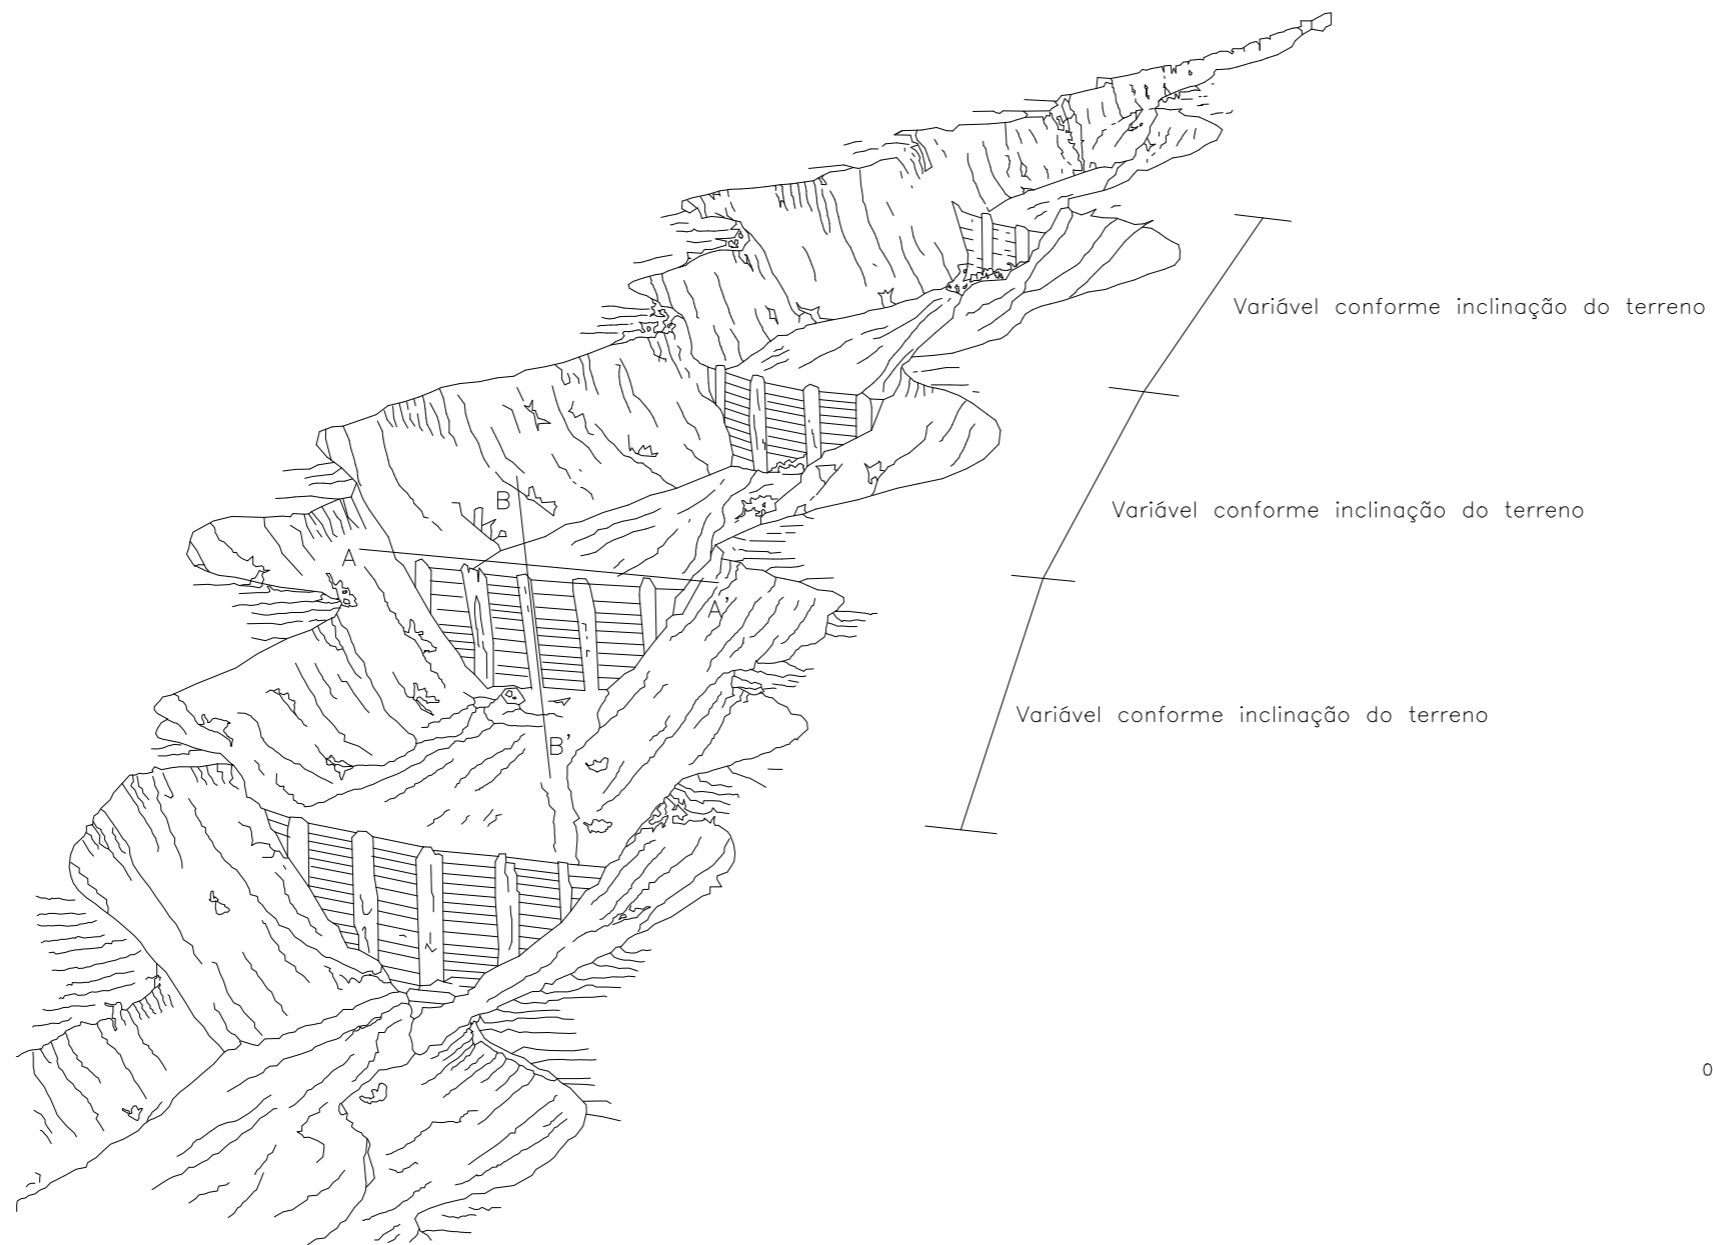 Variável conforme inclinação do terreno
B
Variável conforme inclinação do terreno
A
A'
Variável conforme inclinação do terreno
B'
0